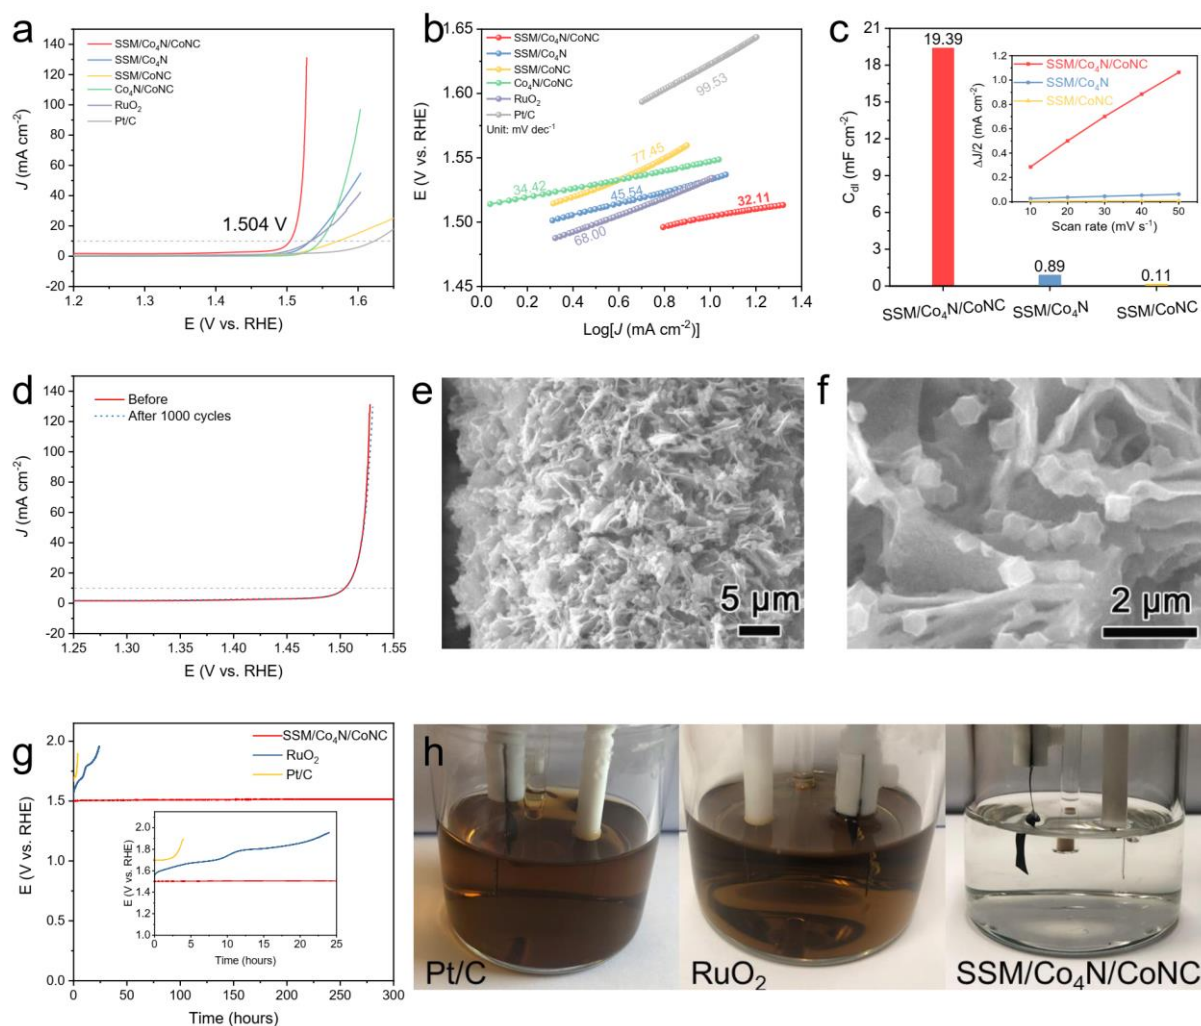 a
150
140
120
100
80
60
40
20
0
-20
J (mA cm⁻²)
SSM/Co₄N/CoNC
SSM/Co₄N
SSM/CoNC
Co₄N/CoNC
RuO₂
Pt/C
1.504 V
1.2 1.3 1.4 1.5 1.6
E (V vs. RHE)
b
1.65
1.60
1.55
1.50
1.45
E (V vs. RHE)
SSM/Co₄N/CoNC
SSM/Co₄N
SSM/CoNC
Co₄N/CoNC
RuO₂
Pt/C
Unit: mV dec⁻¹
99.53
77.45
34.42
45.54
32.11
68.00
0.0 0.2 0.4 0.6 0.8 1.0 1.2 1.4
Log[J (mA cm⁻²)]
c
21
18
15
12
9
6
3
0
C_dl (mF cm⁻²)
19.39
0.89
0.11
SSM/Co₄N/CoNC SSM/Co₄N SSM/CoNC
1.4
1.2
1.0
0.8
0.6
0.4
0.2
0.0
ΔJ/2 (mA cm⁻²)
SSM/Co₄N/CoNC
SSM/Co₄N
SSM/CoNC
10 20 30 40 50
Scan rate (mV s⁻¹)
d
140
120
100
80
60
40
20
0
-20
J (mA cm⁻²)
Before
After 1000 cycles
1.25 1.30 1.35 1.40 1.45 1.50 1.55
E (V vs. RHE)
e
5 μm
f
2 μm
g
2.0
1.5
1.0
0.5
0.0
E (V vs. RHE)
SSM/Co₄N/CoNC
RuO₂
Pt/C
2.0
1.8
1.6
1.4
1.2
1.0
E (V vs. RHE)
0 5 10 15 20 25
Time (hours)
0 25 50 75 100 125 150 175 200 225 250 275 300
Time (hours)
h
Pt/C
RuO₂
SSM/Co₄N/CoNC